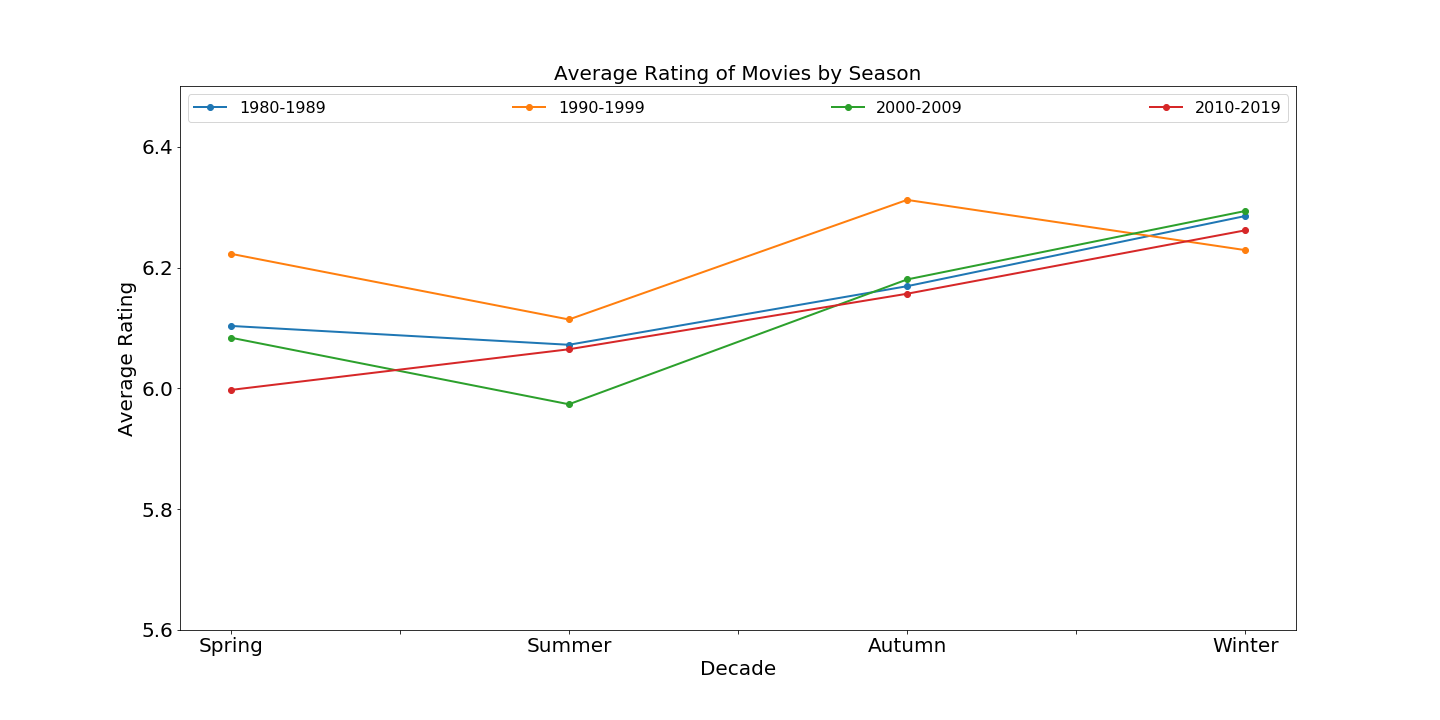 Average Rating of Movies by Season
1980-1989 1990-1999 2000-2009 2010-2019
6.4
6.2
6.0
5.8
5.6
Average Rating
Spring Summer Autumn Winter
Decade